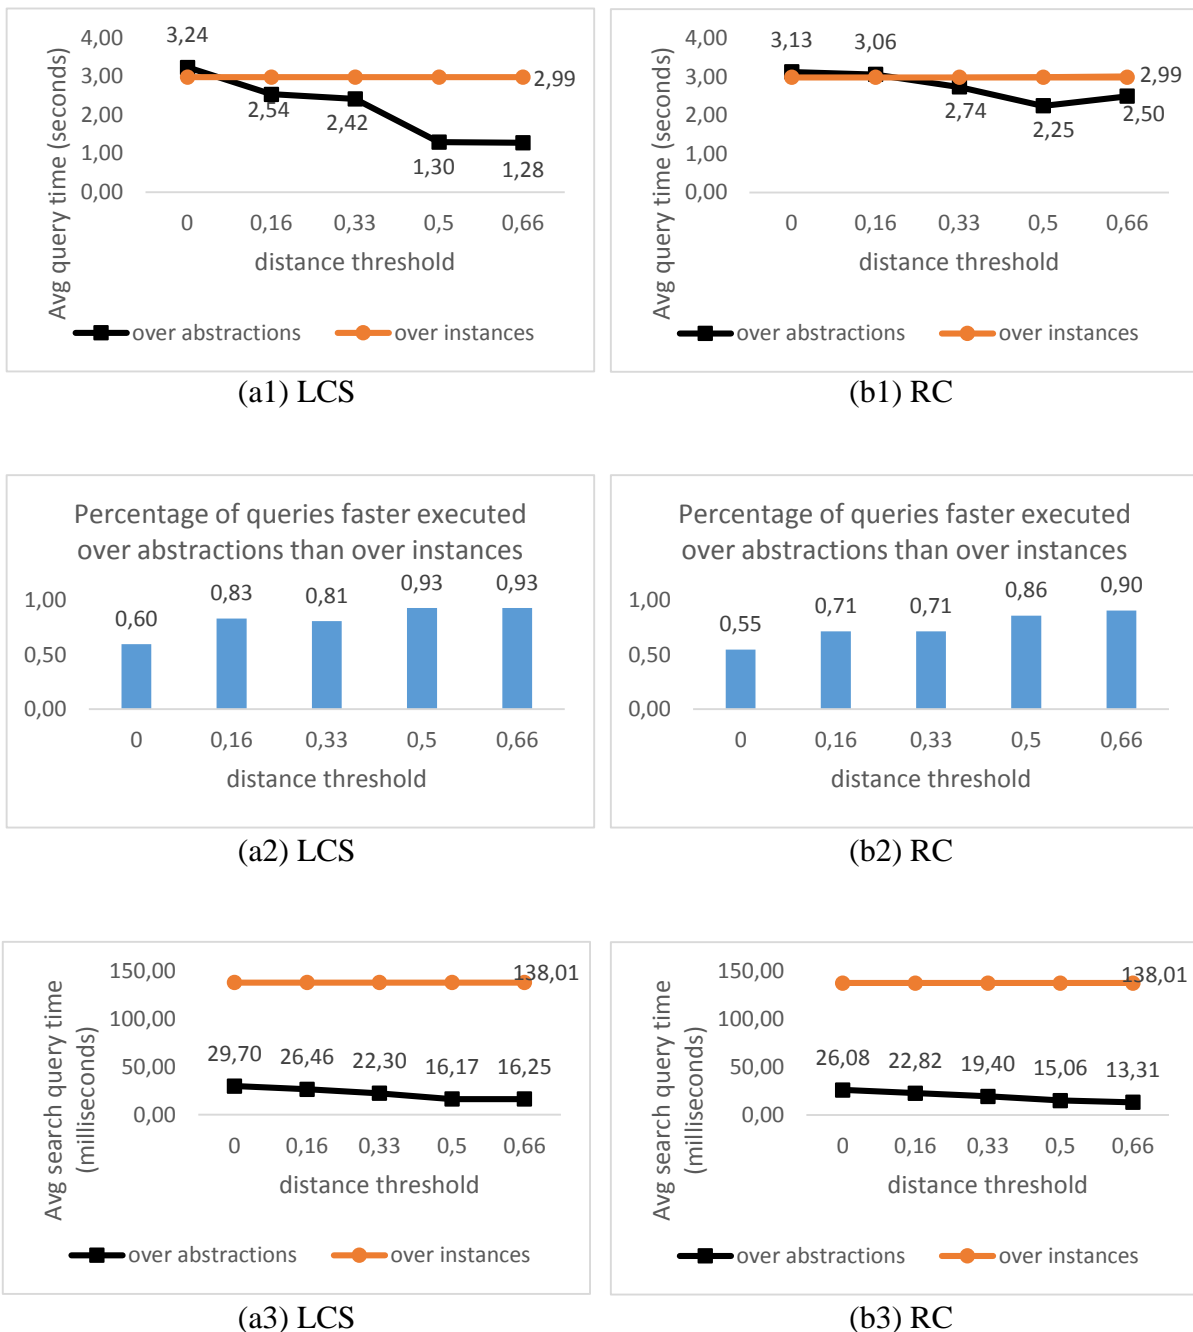 4,00
3,00
2,00
1,00
0,00
Avg query time (seconds)
3,24
2,54
2,42
1,30
1,28
2,99
0 0,16 0,33 0,5 0,66
distance threshold
over abstractions over instances
(a1) LCS
4,00
3,00
2,00
1,00
0,00
Avg query time (seconds)
3,13
3,06
2,74
2,25
2,50
2,99
0 0,16 0,33 0,5 0,66
distance threshold
over abstractions over instances
(b1) RC
Percentage of queries faster executed
over abstractions than over instances
1,00
0,50
0,00
0,60 0,83 0,81 0,93 0,93
0 0,16 0,33 0,5 0,66
distance threshold
(a2) LCS
Percentage of queries faster executed
over abstractions than over instances
1,00
0,50
0,00
0,55 0,71 0,71 0,86 0,90
0 0,16 0,33 0,5 0,66
distance threshold
(b2) RC
Avg search query time
(milliseconds)
150,00
100,00
50,00
0,00
138,01
29,70 26,46 22,30 16,17 16,25
0 0,16 0,33 0,5 0,66
distance threshold
over abstractions over instances
(a3) LCS
Avg search query time
(milliseconds)
150,00
100,00
50,00
0,00
138,01
26,08 22,82 19,40 15,06 13,31
0 0,16 0,33 0,5 0,66
distance threshold
over abstractions over instances
(b3) RC